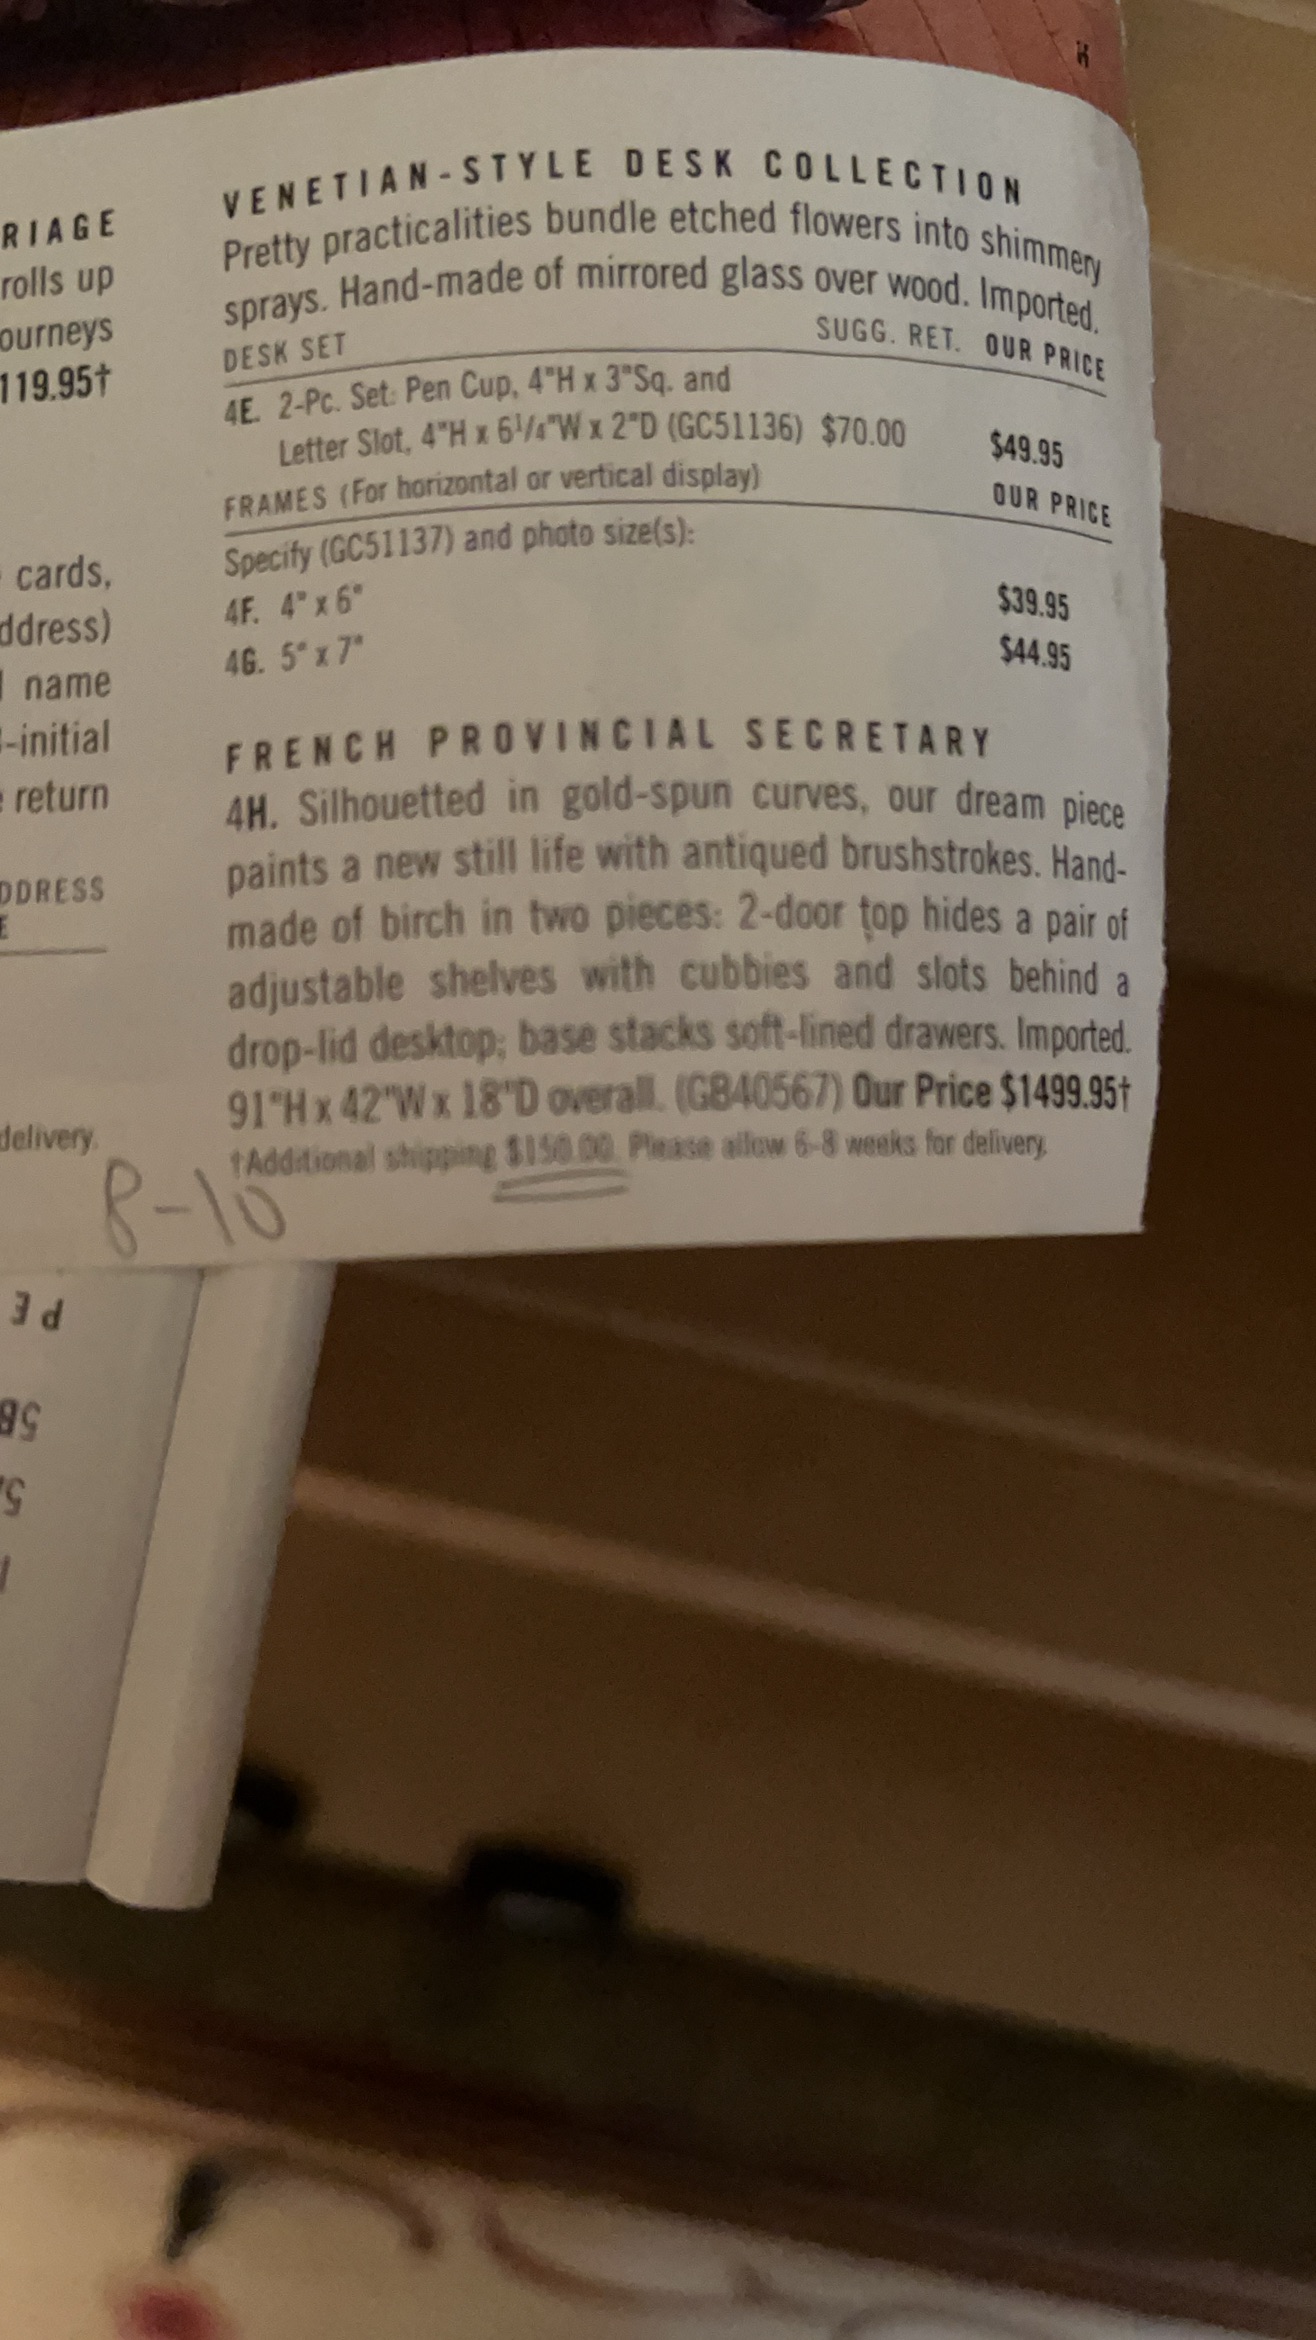 RIAGE
rolls up
ourneys
119.95†
cards,
ddress)
name
-initial
return
DDRESS
E
delivery.
VENETIAN-STYLE DESK COLLECTION
Pretty practicalities bundle etched flowers into shimmery
sprays. Hand-made of mirrored glass over wood. Imported.
DESK SET SUGG. RET. OUR PRICE
4E. 2-Pc. Set: Pen Cup, 4"H x 3"Sq. and
Letter Slot, 4"H x 6¹/₄"W x 2"D (GC51136) $70.00 $49.95
FRAMES (For horizontal or vertical display) OUR PRICE
Specify (GC51137) and photo size(s):
4F. 4" x 6" $39.95
4G. 5" x 7" $44.95
FRENCH PROVINCIAL SECRETARY
4H. Silhouetted in gold-spun curves, our dream piece
paints a new still life with antiqued brushstrokes. Hand-
made of birch in two pieces: 2-door top hides a pair of
adjustable shelves with cubbies and slots behind a
drop-lid desktop; base stacks soft-lined drawers. Imported.
91"H x 42"W x 18"D overall. (GB40567) Our Price $1499.95†
†Additional shipping $150.00. Please allow 6-8 weeks for delivery.
8-10
PE
5B